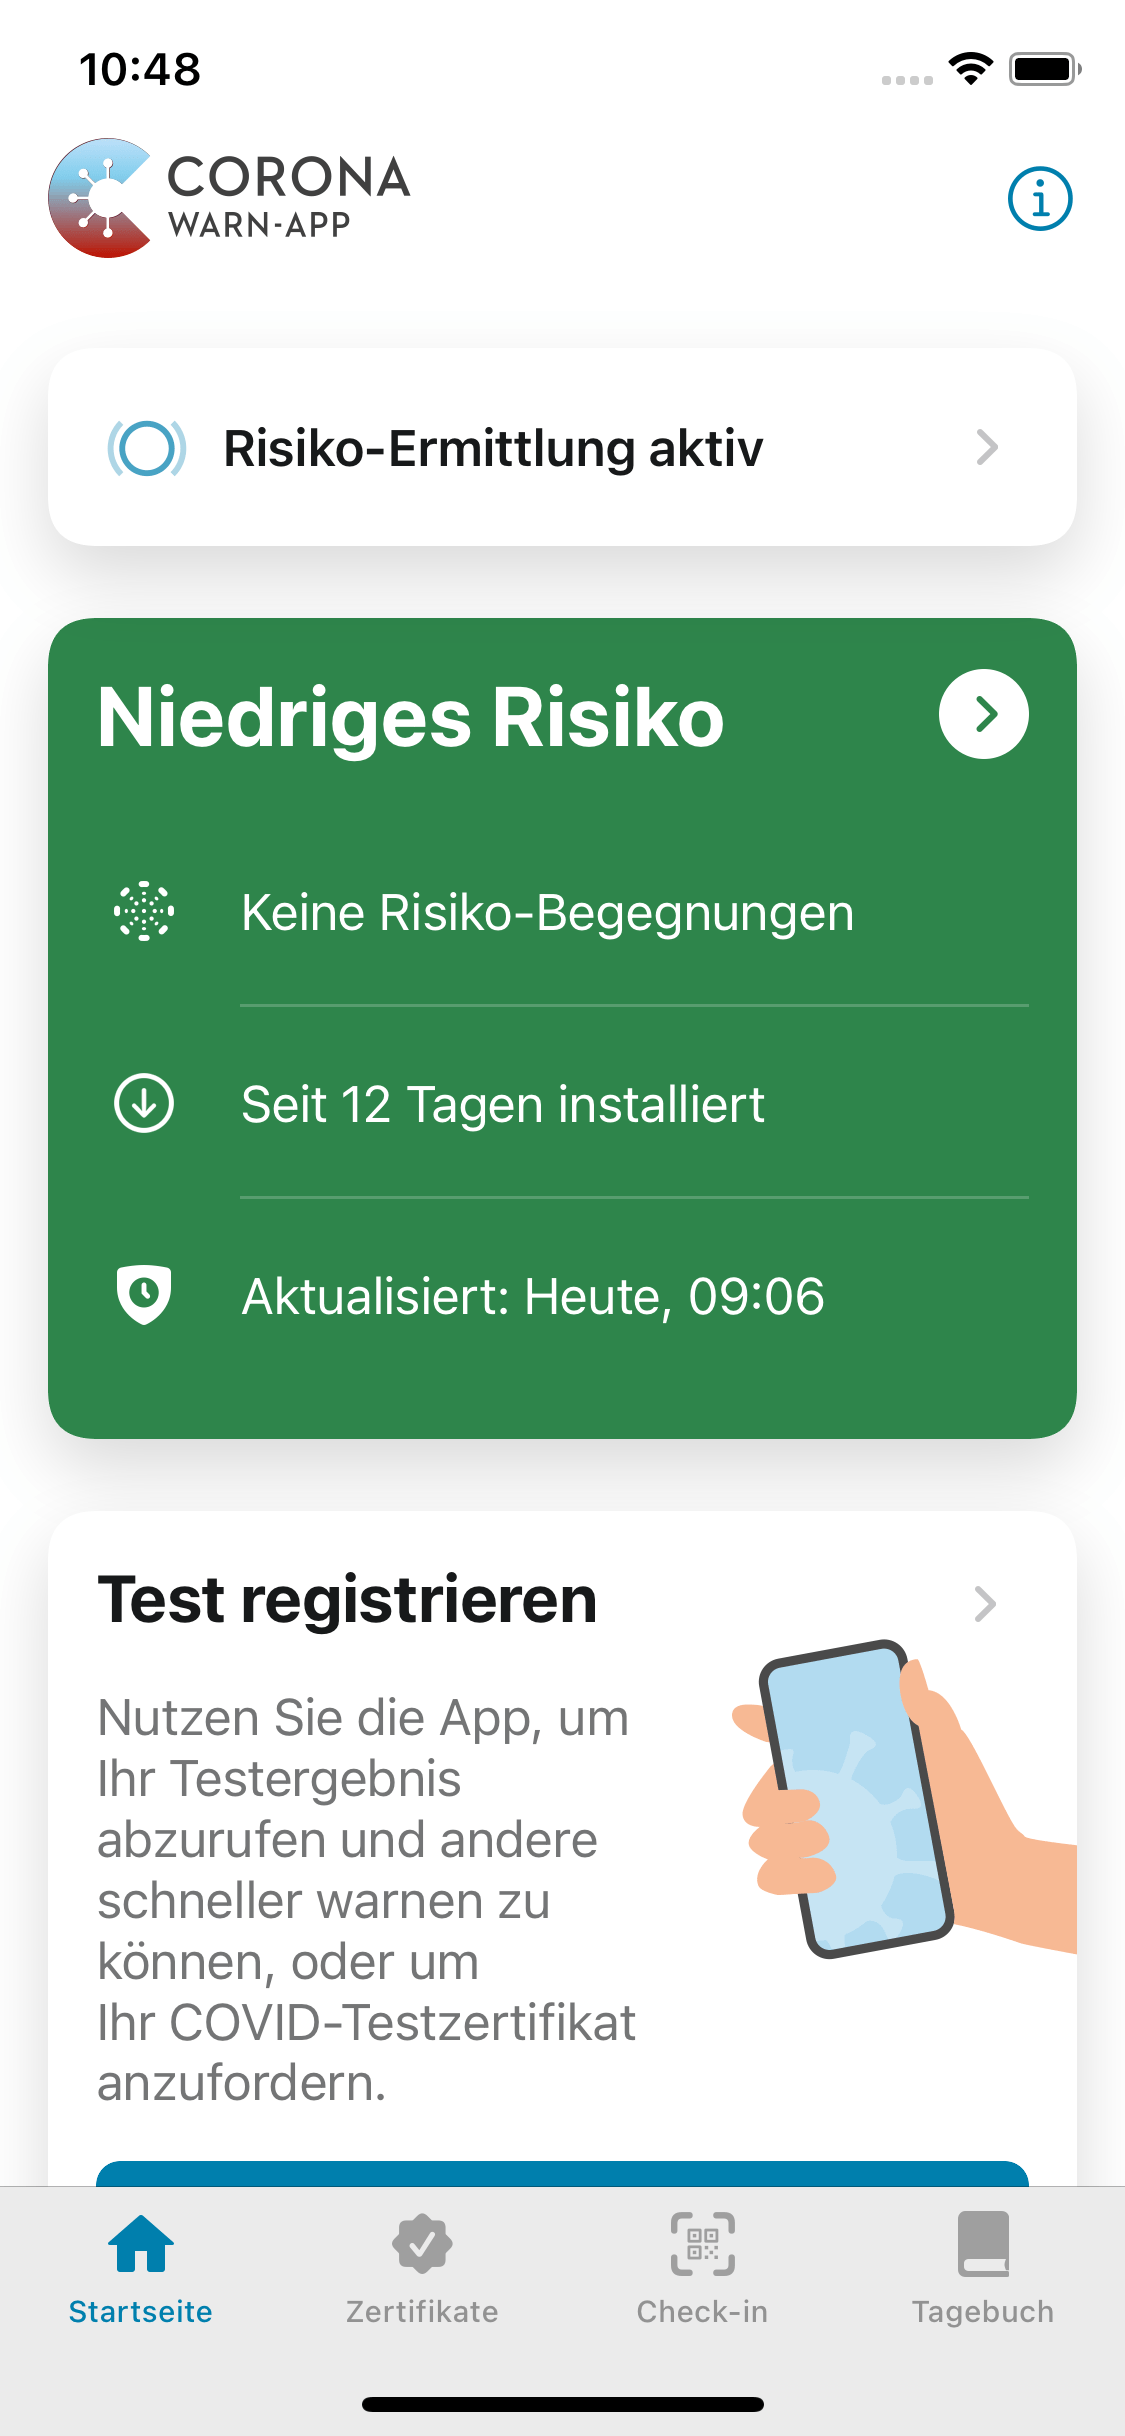 10:48
CORONA
WARN-APP
Risiko-Ermittlung aktiv
Niedriges Risiko
Keine Risiko-Begegnungen
Seit 12 Tagen installiert
Aktualisiert: Heute, 09:06
Test registrieren
Nutzen Sie die App, um
Ihr Testergebnis
abzurufen und andere
schneller warnen zu
können, oder um
Ihr COVID-Testzertifikat
anzufordern.
Startseite
Zertifikate
Check-in
Tagebuch